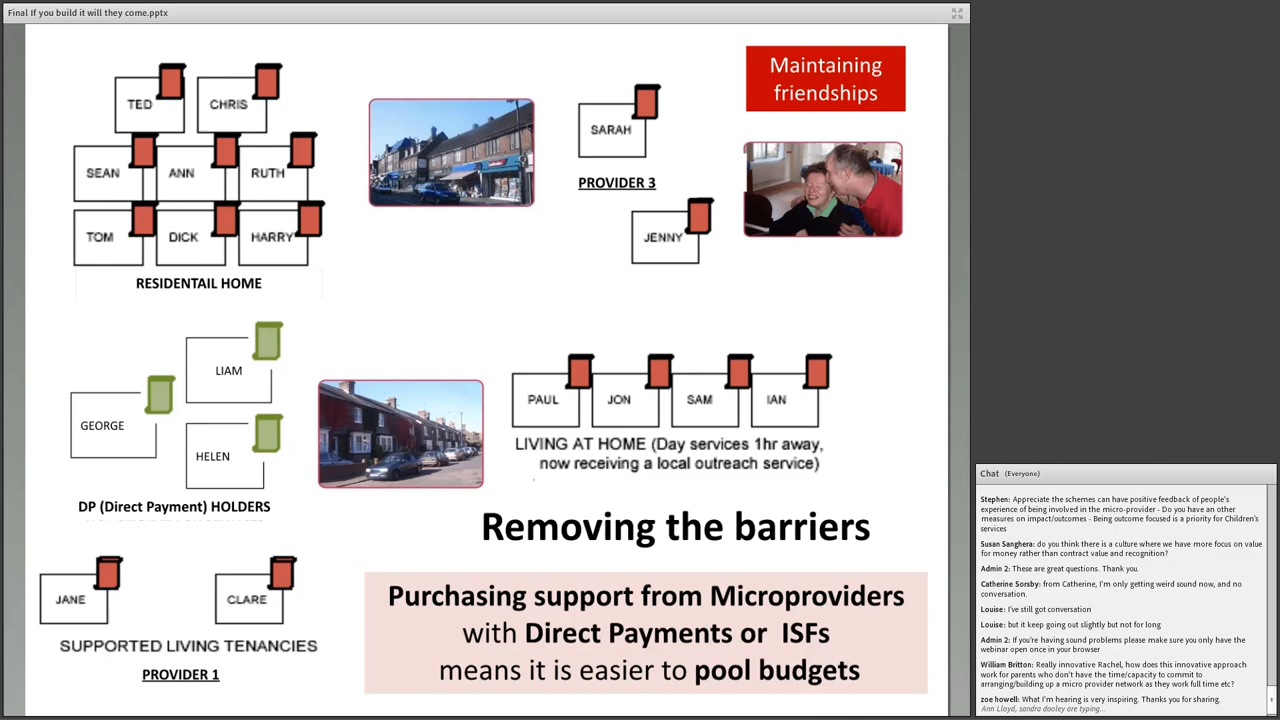 Final If you build it will they come.pptx
Maintaining
friendships
TED
CHRIS
SARAH
SEAN
ANN
RUTH
PROVIDER 3
TOM
DICK
HARRY
JENNY
RESIDENTAIL HOME
LIAM
GEORGE
HELEN
PAUL
JON
SAM
IAN
LIVING AT HOME (Day services 1hr away,
now receiving a local outreach service)
DP (Direct Payment) HOLDERS
Removing the barriers
JANE
CLARE
SUPPORTED LIVING TENANCIES
PROVIDER 1
Purchasing support from Microproviders
with Direct Payments or ISFs
means it is easier to pool budgets
Chat (Everyone)
Stephen: Appreciate the schemes can have positive feedback of people's
experience of being involved in the micro-provider - Do you have an other
measures on impact/outcomes - Being outcome focused is a priority for Children's
services
Susan Sanghera: do you think there is a culture where we have more focus on value
for money rather than contract value and recognition?
Admin 2: These are great questions. Thank you.
Catherine Sorsby: from Catherine, I'm only getting weird sound now, and no
conversation.
Louise: I've still got conversation
Louise: but it keep going out slightly but not for long
Admin 2: If you're having sound problems please make sure you only have the
webinar open once in your browser
William Britton: Really innovative Rachel, how does this innovative approach
work for parents who don't have the time/capacity to commit to
arranging/building up a micro provider network as they work full time etc?
zoe howell: What I'm hearing is very inspiring. Thanks you for sharing.
Ann Lloyd, sandra dooley are typing...